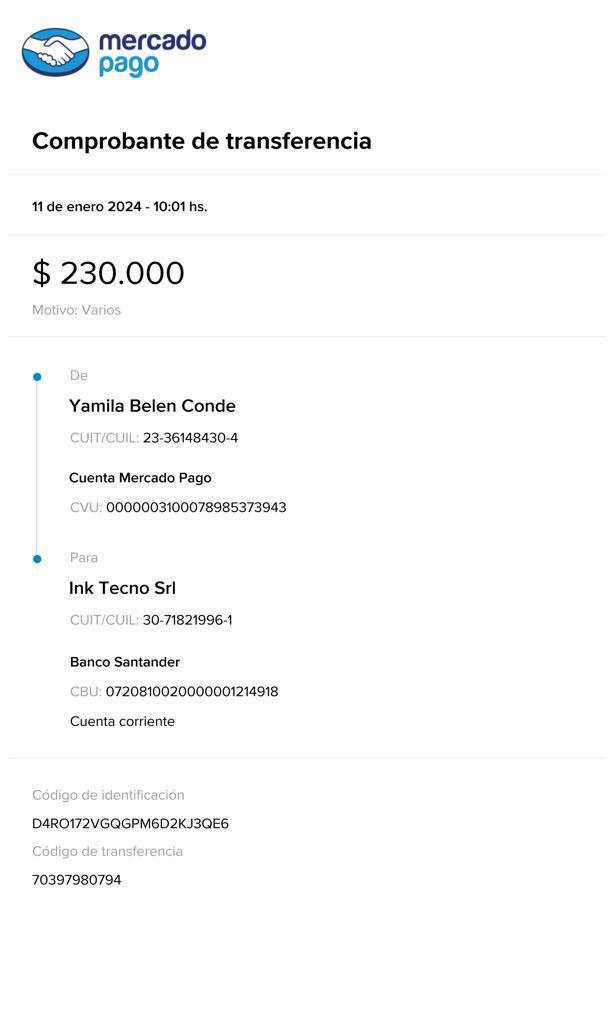 mercado
pago
Comprobante de transferencia
11 de enero 2024 - 10:01 hs.
$ 230.000
Motivo: Varios
De
Yamila Belen Conde
CUIT/CUIL: 23-36148430-4
Cuenta Mercado Pago
CVU: 0000003100078985373943
Para
Ink Tecno Srl
CUIT/CUIL: 30-71821996-1
Banco Santander
CBU: 0720810020000001214918
Cuenta corriente
Código de identificación
D4RO172VGQGPM6D2KJ3QE6
Código de transferencia
70397980794